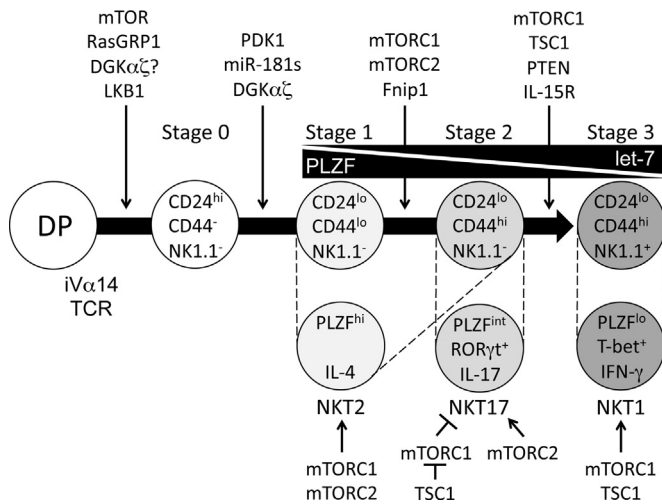 mTOR
RasGRP1
DGKαζ?
LKB1
PDK1
miR-181s
DGKαζ
mTORC1
mTORC2
Fnip1
mTORC1
TSC1
PTEN
IL-15R
Stage 0
Stage 1
Stage 2
Stage 3
PLZF
let-7
DP
CD24hi
CD44-
NK1.1-
CD24lo
CD44lo
NK1.1-
CD24lo
CD44hi
NK1.1-
CD24lo
CD44hi
NK1.1+
iVα14
TCR
PLZFhi
IL-4
NKT2
PLZFint
RORγt+
IL-17
NKT17
PLZFlo
T-bet+
IFN-γ
NKT1
mTORC1
mTORC2
mTORC1
TSC1
mTORC2
mTORC1
TSC1